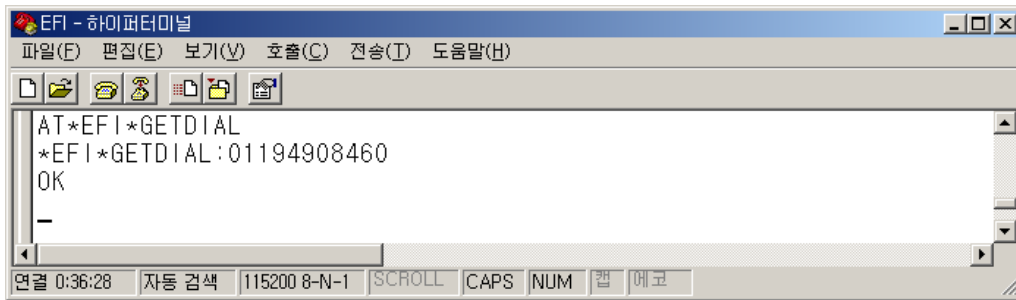 EFI - 하이퍼터미널
파일(F) 편집(E) 보기(V) 호출(C) 전송(T) 도움말(H)
AT*EFI*GETDIAL
*EFI*GETDIAL:01194908460
OK
연결 0:36:28 자동 검색 115200 8-N-1 SCROLL CAPS NUM 캡 에코